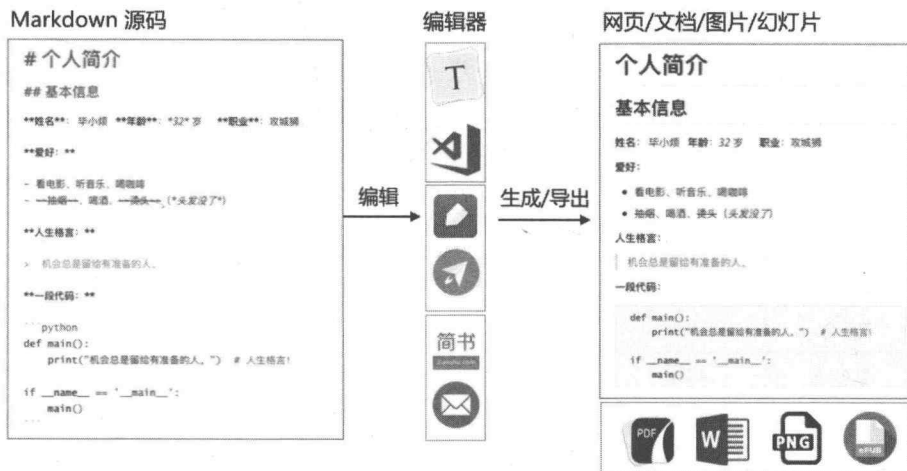 Markdown 源码
# 个人简介
## 基本信息
**姓名**: 毕小烦 **年龄**: *32* 岁 **职业**: 攻城狮
**爱好: **
- 看电影、听音乐、喝咖啡
- ~~抽烟~~、喝酒、~~烫头~~ (*头发没了*)
**人生格言: **
> 机会总是留给有准备的人。
**一段代码: **
```python
def main():
print("机会总是留给有准备的人。") # 人生格言!
if __name__ == '__main__':
main()
```
编辑
编辑器
T
简书
生成/导出
网页/文档/图片/幻灯片
个人简介
基本信息
姓名: 毕小烦 年龄: 32 岁 职业: 攻城狮
爱好:
• 看电影、听音乐、喝咖啡
• 抽烟、喝酒、烫头 (头发没了)
人生格言:
机会总是留给有准备的人。
一段代码:
def main():
print("机会总是留给有准备的人。") # 人生格言!
if __name__ == '__main__':
main()
PDF
W
PNG
ePUB